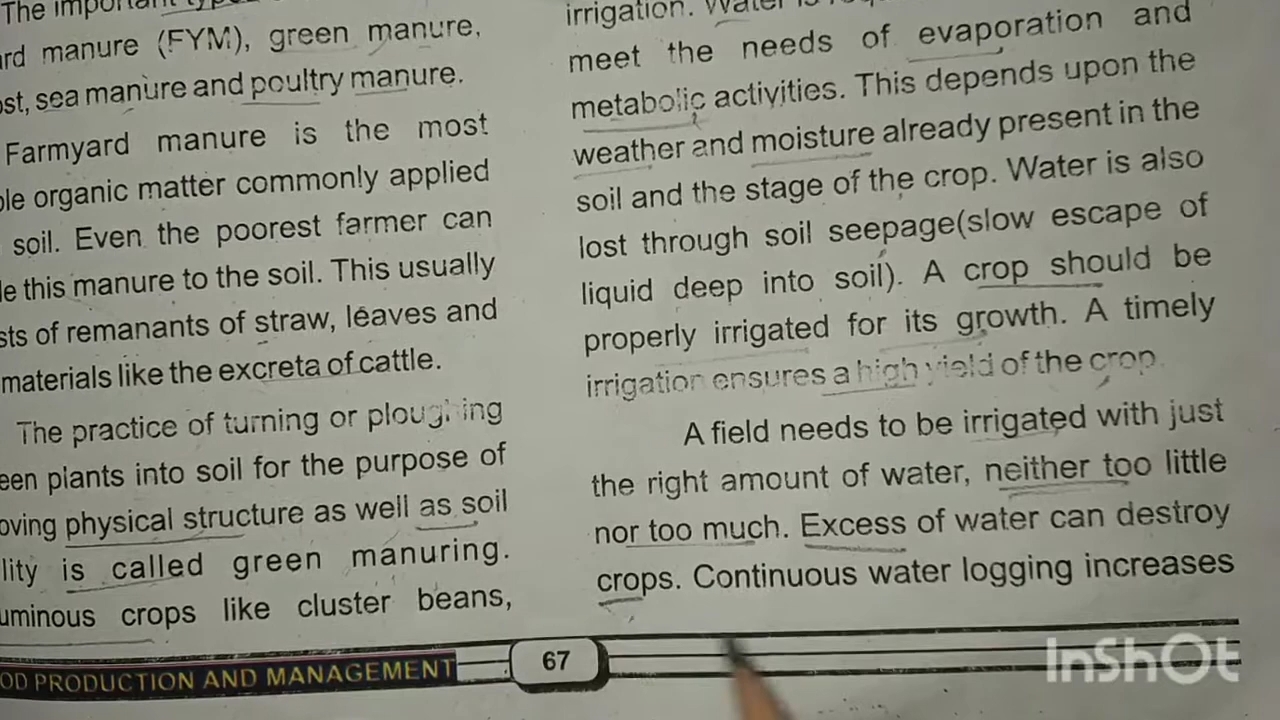 The important
ard manure (FYM), green manure,
ost, sea manure and poultry manure.
Farmyard manure is the most
ble organic matter commonly applied
soil. Even the poorest farmer can
le this manure to the soil. This usually
sts of remanants of straw, leaves and
materials like the excreta of cattle.
The practice of turning or ploughing
een plants into soil for the purpose of
oving physical structure as well as soil
lity is called green manuring.
uminous crops like cluster beans,
irrigation. Water is
meet the needs of evaporation and
metabolic activities. This depends upon the
weather and moisture already present in the
soil and the stage of the crop. Water is also
lost through soil seepage(slow escape of
liquid deep into soil). A crop should be
properly irrigated for its growth. A timely
irrigation ensures a high yield of the crop.
A field needs to be irrigated with just
the right amount of water, neither too little
nor too much. Excess of water can destroy
crops. Continuous water logging increases
OD PRODUCTION AND MANAGEMENT
67
InShOt